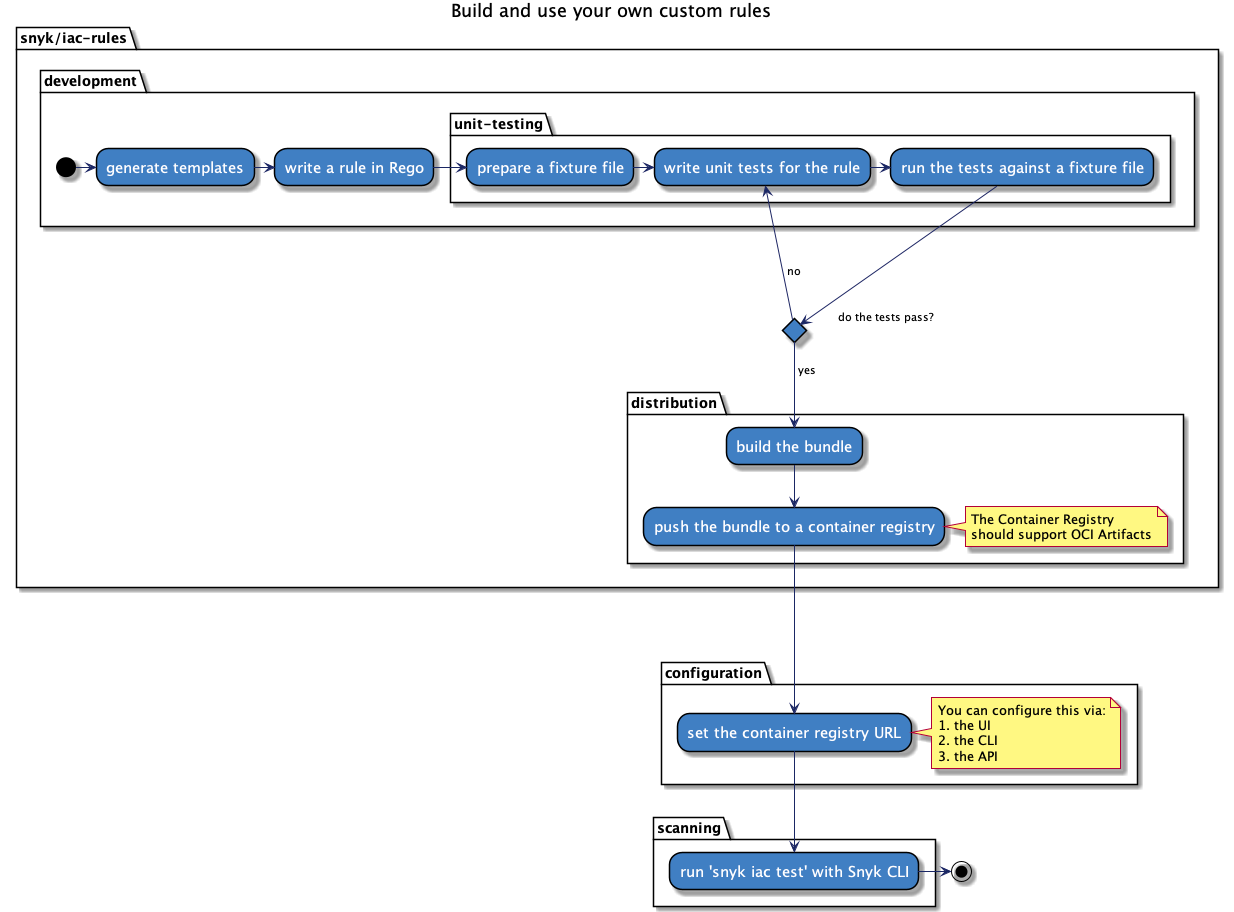 Build and use your own custom rules
snyk/iac-rules
development
unit-testing
generate templates
write a rule in Rego
prepare a fixture file
write unit tests for the rule
run the tests against a fixture file
no
do the tests pass?
yes
distribution
build the bundle
push the bundle to a container registry
The Container Registry
should support OCI Artifacts
configuration
set the container registry URL
You can configure this via:
1. the UI
2. the CLI
3. the API
scanning
run 'snyk iac test' with Snyk CLI